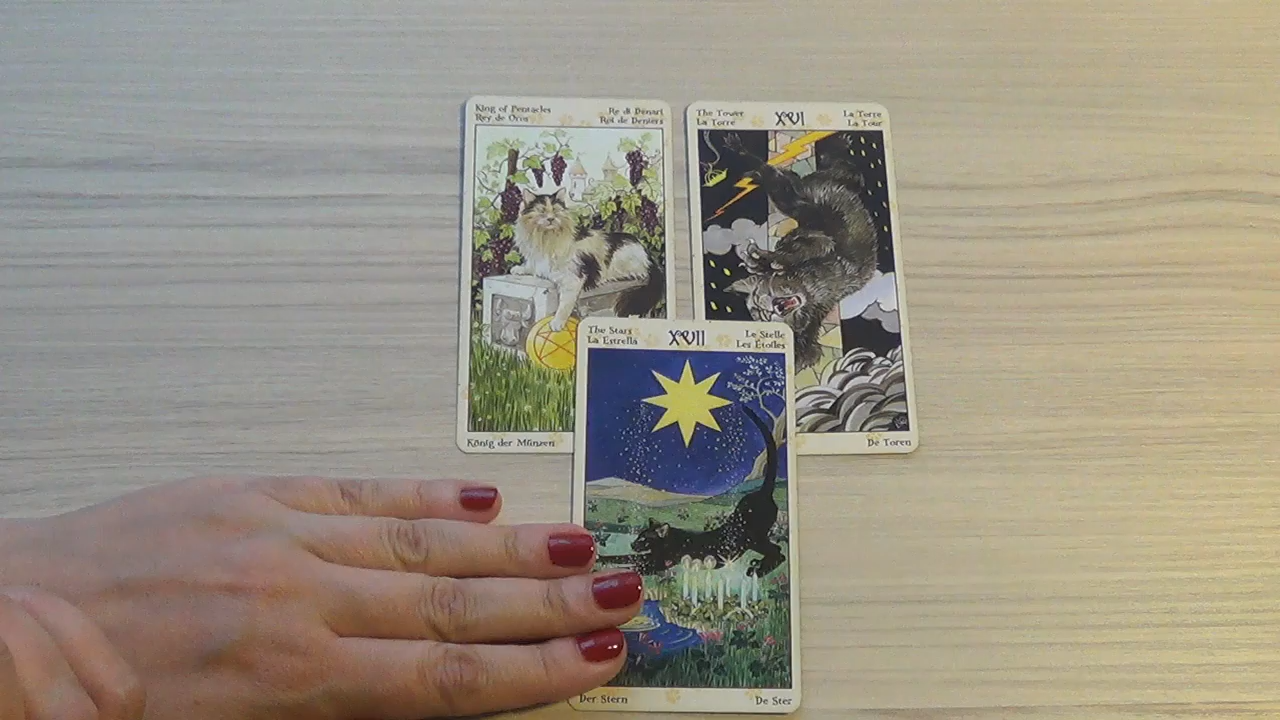 King of Pentacles Re di Denari
Rey de Oros Roi de Deniers
König der Münzen
The Tower XVI La Torre
La Torre La Tour
De Toren
The Stars XVII Le Stelle
La Estrella Les Étoiles
Der Stern De Ster